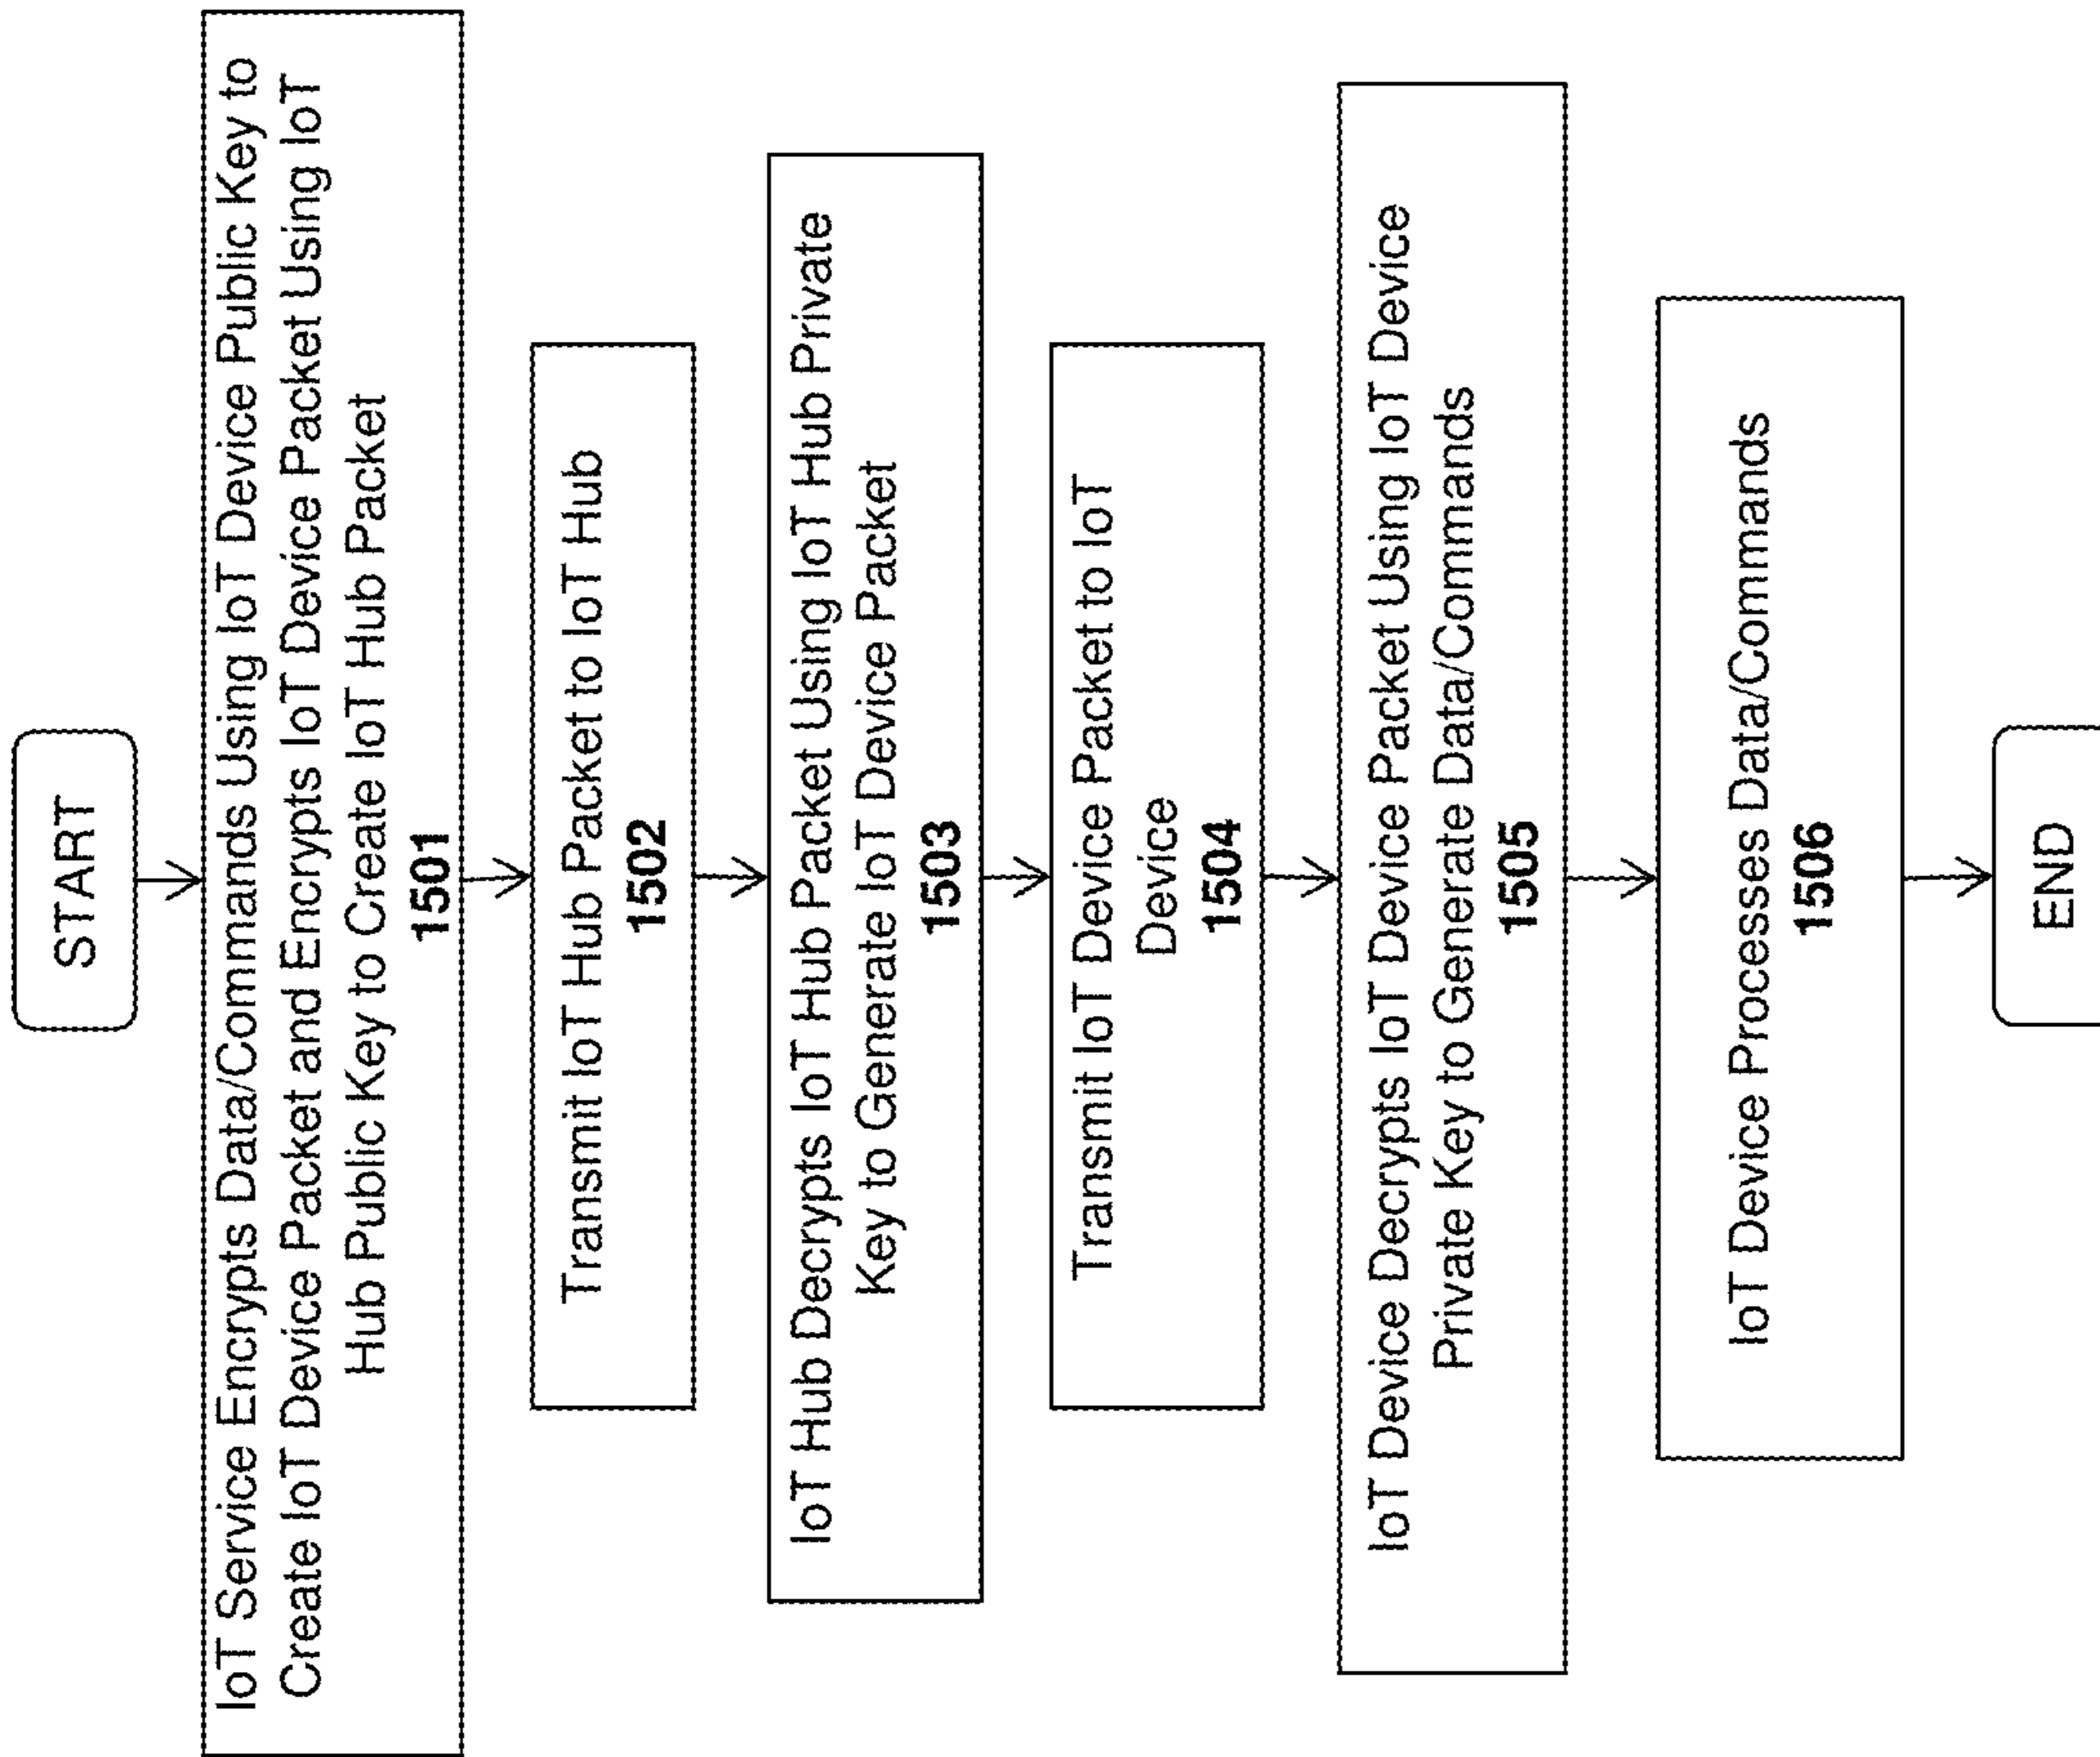 START
IoT Service Encrypts Data/Commands Using IoT Device Public Key to
Create IoT Device Packet and Encrypts IoT Device Packet Using IoT
Hub Public Key to Create IoT Hub Packet
1501
Transmit IoT Hub Packet to IoT Hub
1502
IoT Hub Decrypts IoT Hub Packet Using IoT Hub Private
Key to Generate IoT Device Packet
1503
Transmit IoT Device Packet to IoT
Device
1504
IoT Device Decrypts IoT Device Packet Using IoT Device
Private Key to Generate Data/Commands
1505
IoT Device Processes Data/Commands
1506
END